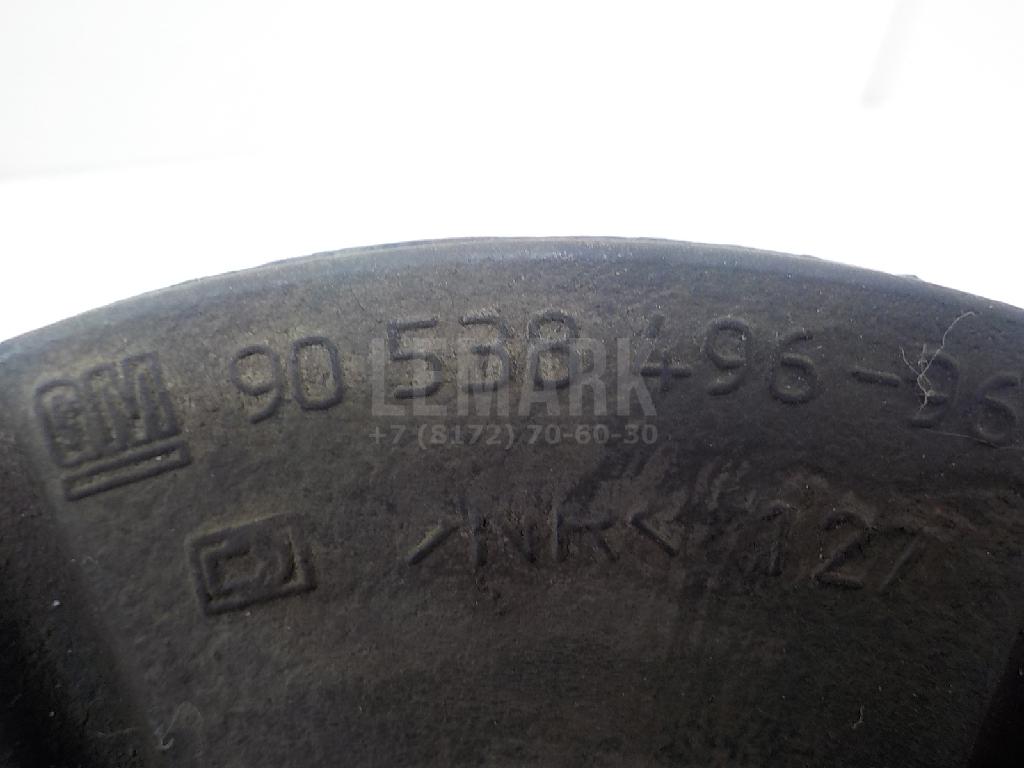 GM 90 538 496-96
LEMARK
+7 (8172) 70-60-30
>NR< 127